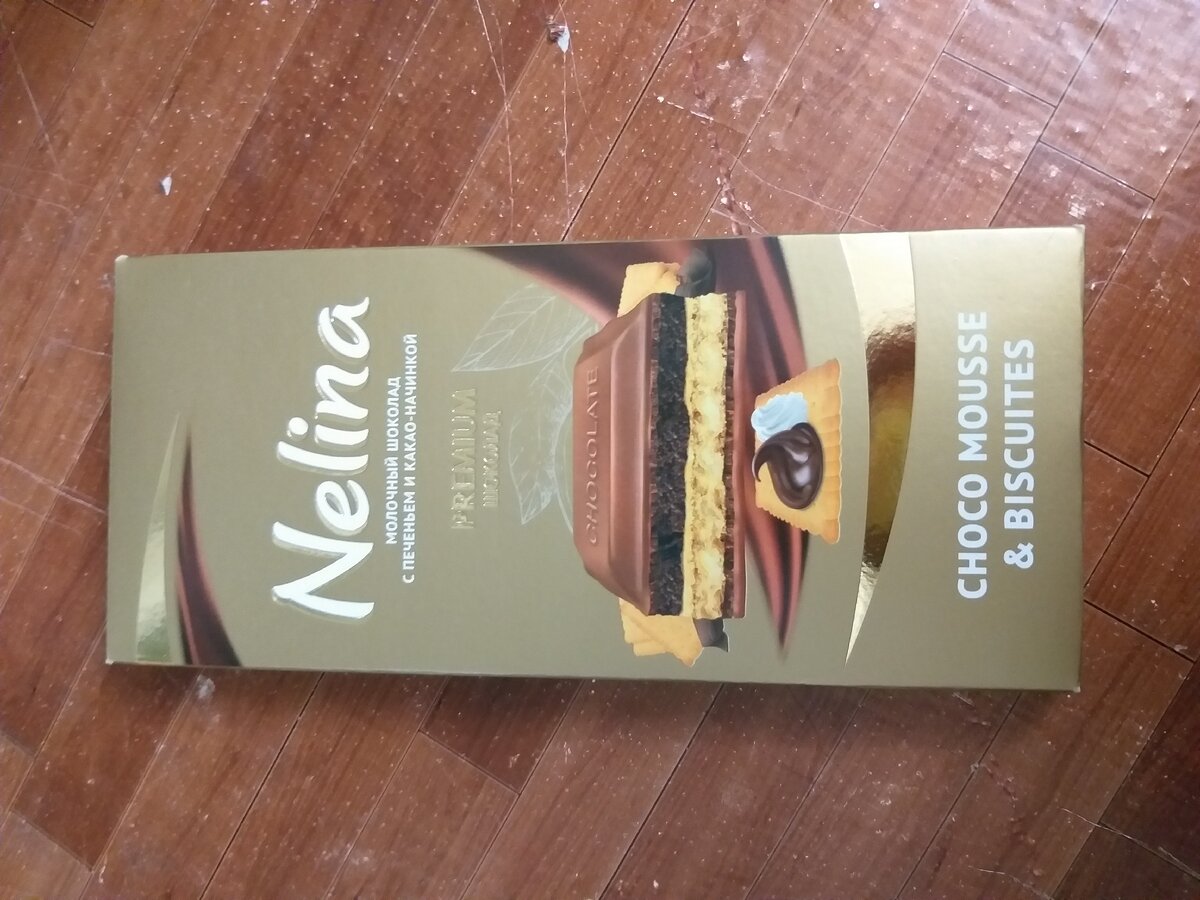 Nelina
МОЛОЧНЫЙ ШОКОЛАД
С ПЕЧЕНЬЕМ И КАКАО-НАЧИНКОЙ
PREMIUM
ШОКОЛАД
CHOCOLATE
CHOCO MOUSSE
& BISCUITES